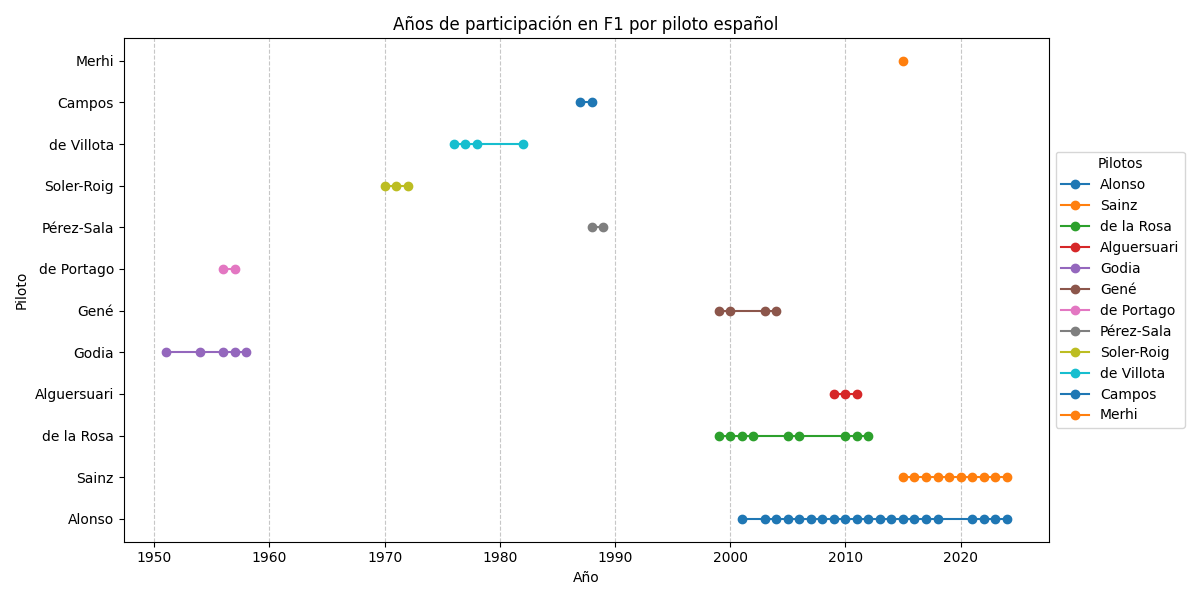 Años de participación en F1 por piloto español
Merhi
Campos
de Villota
Soler-Roig
Pérez-Sala
de Portago
Gené
Godia
Alguersuari
de la Rosa
Sainz
Alonso
Piloto
1950 1960 1970 1980 1990 2000 2010 2020
Año
Pilotos
Alonso
Sainz
de la Rosa
Alguersuari
Godia
Gené
de Portago
Pérez-Sala
Soler-Roig
de Villota
Campos
Merhi